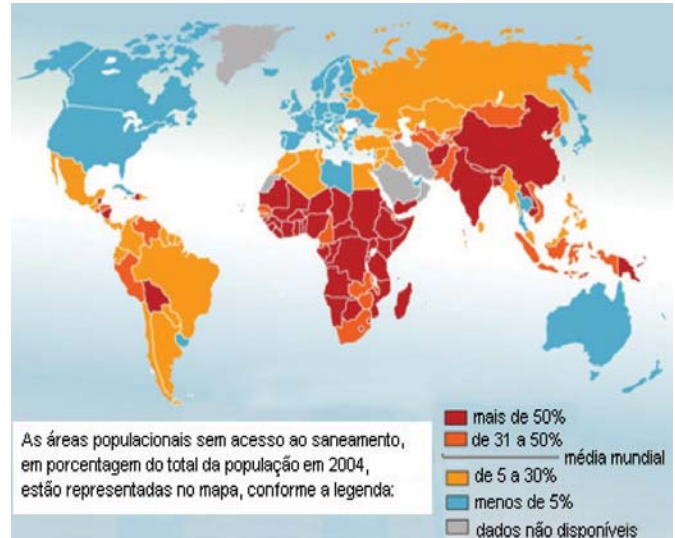 As áreas populacionais sem acesso ao saneamento,
em porcentagem do total da população em 2004,
estão representadas no mapa, conforme a legenda:
mais de 50%
de 31 a 50%
média mundial
de 5 a 30%
menos de 5%
dados não disponíveis